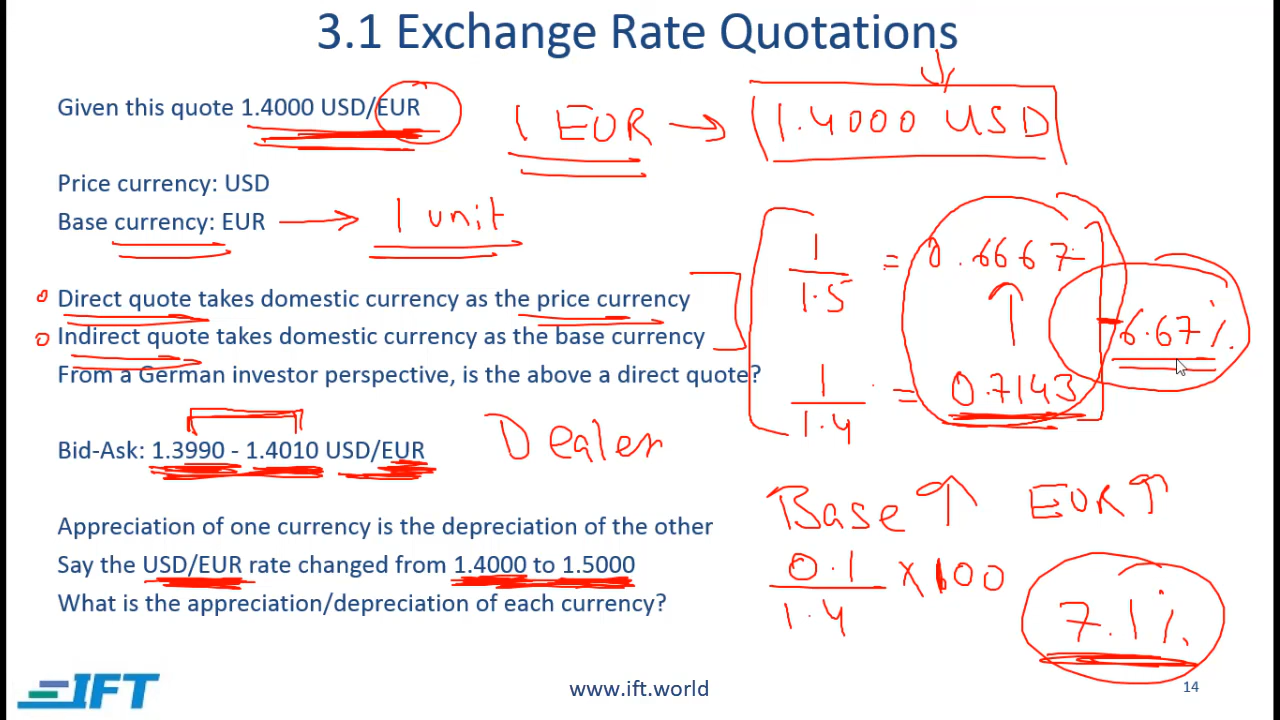 3.1 Exchange Rate Quotations
Given this quote 1.4000 USD/EUR
1 EUR → 1.4000 USD
Price currency: USD
Base currency: EUR → 1 unit
Direct quote takes domestic currency as the price currency
Indirect quote takes domestic currency as the base currency
From a German investor perspective, is the above a direct quote?
1/1.5 = 0.6667
↑
1/1.4 = 0.7143
-6.67%
Bid-Ask: 1.3990 - 1.4010 USD/EUR
Dealer
Appreciation of one currency is the depreciation of the other
Say the USD/EUR rate changed from 1.4000 to 1.5000
What is the appreciation/depreciation of each currency?
Base ↑ EUR ↑
0.1/1.4 × 100
7.1%
IFT
www.ift.world
14